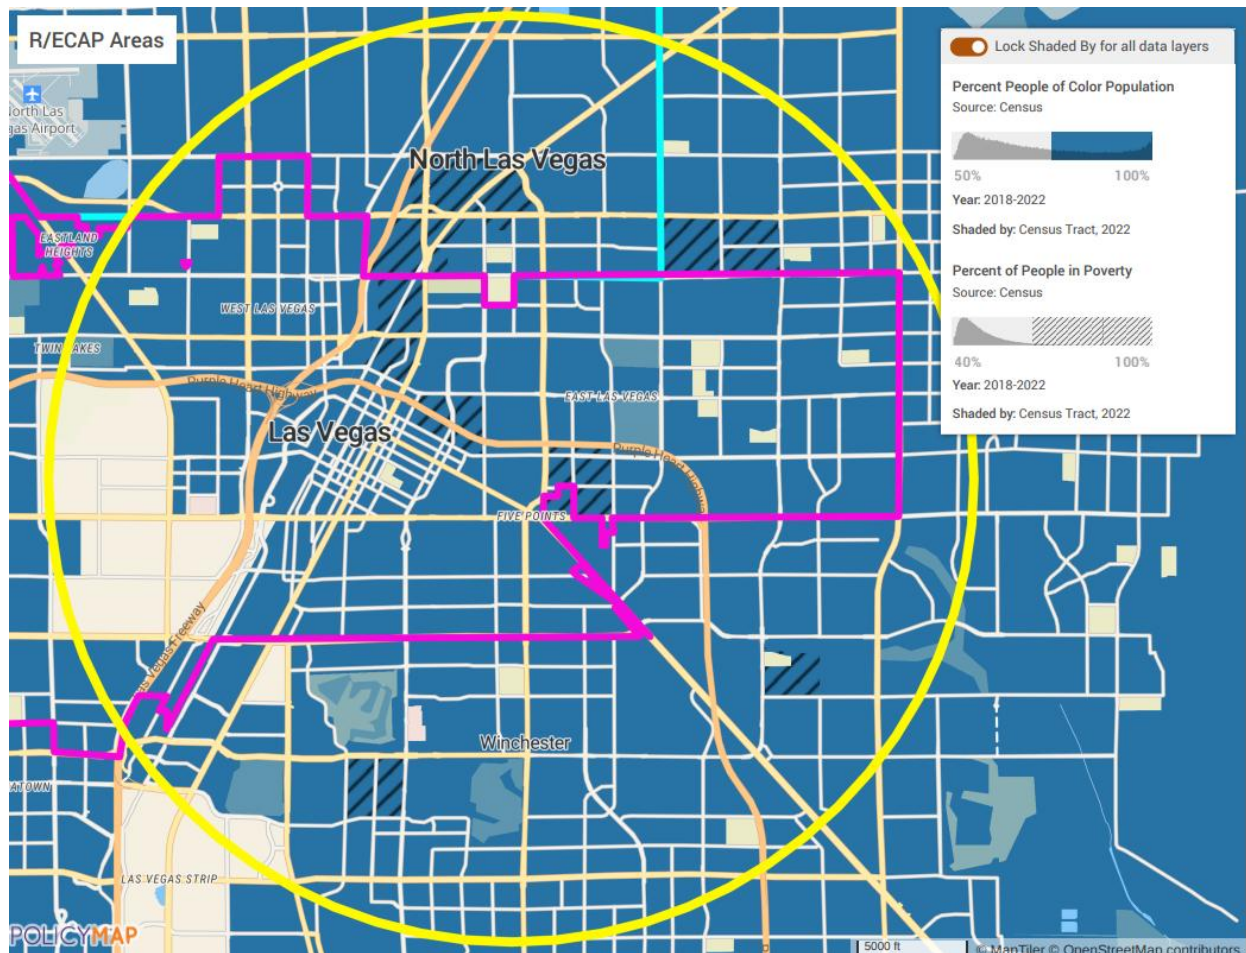 R/ECAP Areas
Lock Shaded By for all data layers
Percent People of Color Population
Source: Census
50% 100%
Year: 2018-2022
Shaded by: Census Tract, 2022
Percent of People in Poverty
Source: Census
40% 100%
Year: 2018-2022
Shaded by: Census Tract, 2022
orth Las
gas Airport
North Las Vegas
EASTLAND
HEIGHTS
WEST LAS VEGAS
TWIN LAKES
Purple Heart Highway
EAST LAS VEGAS
Las Vegas
Purple Heart Highway
FIVE POINTS
as Vegas Freeway
Winchester
ATOWN
LAS VEGAS STRIP
POLICYMAP
5000 ft
© MapTiler © OpenStreetMap contributors